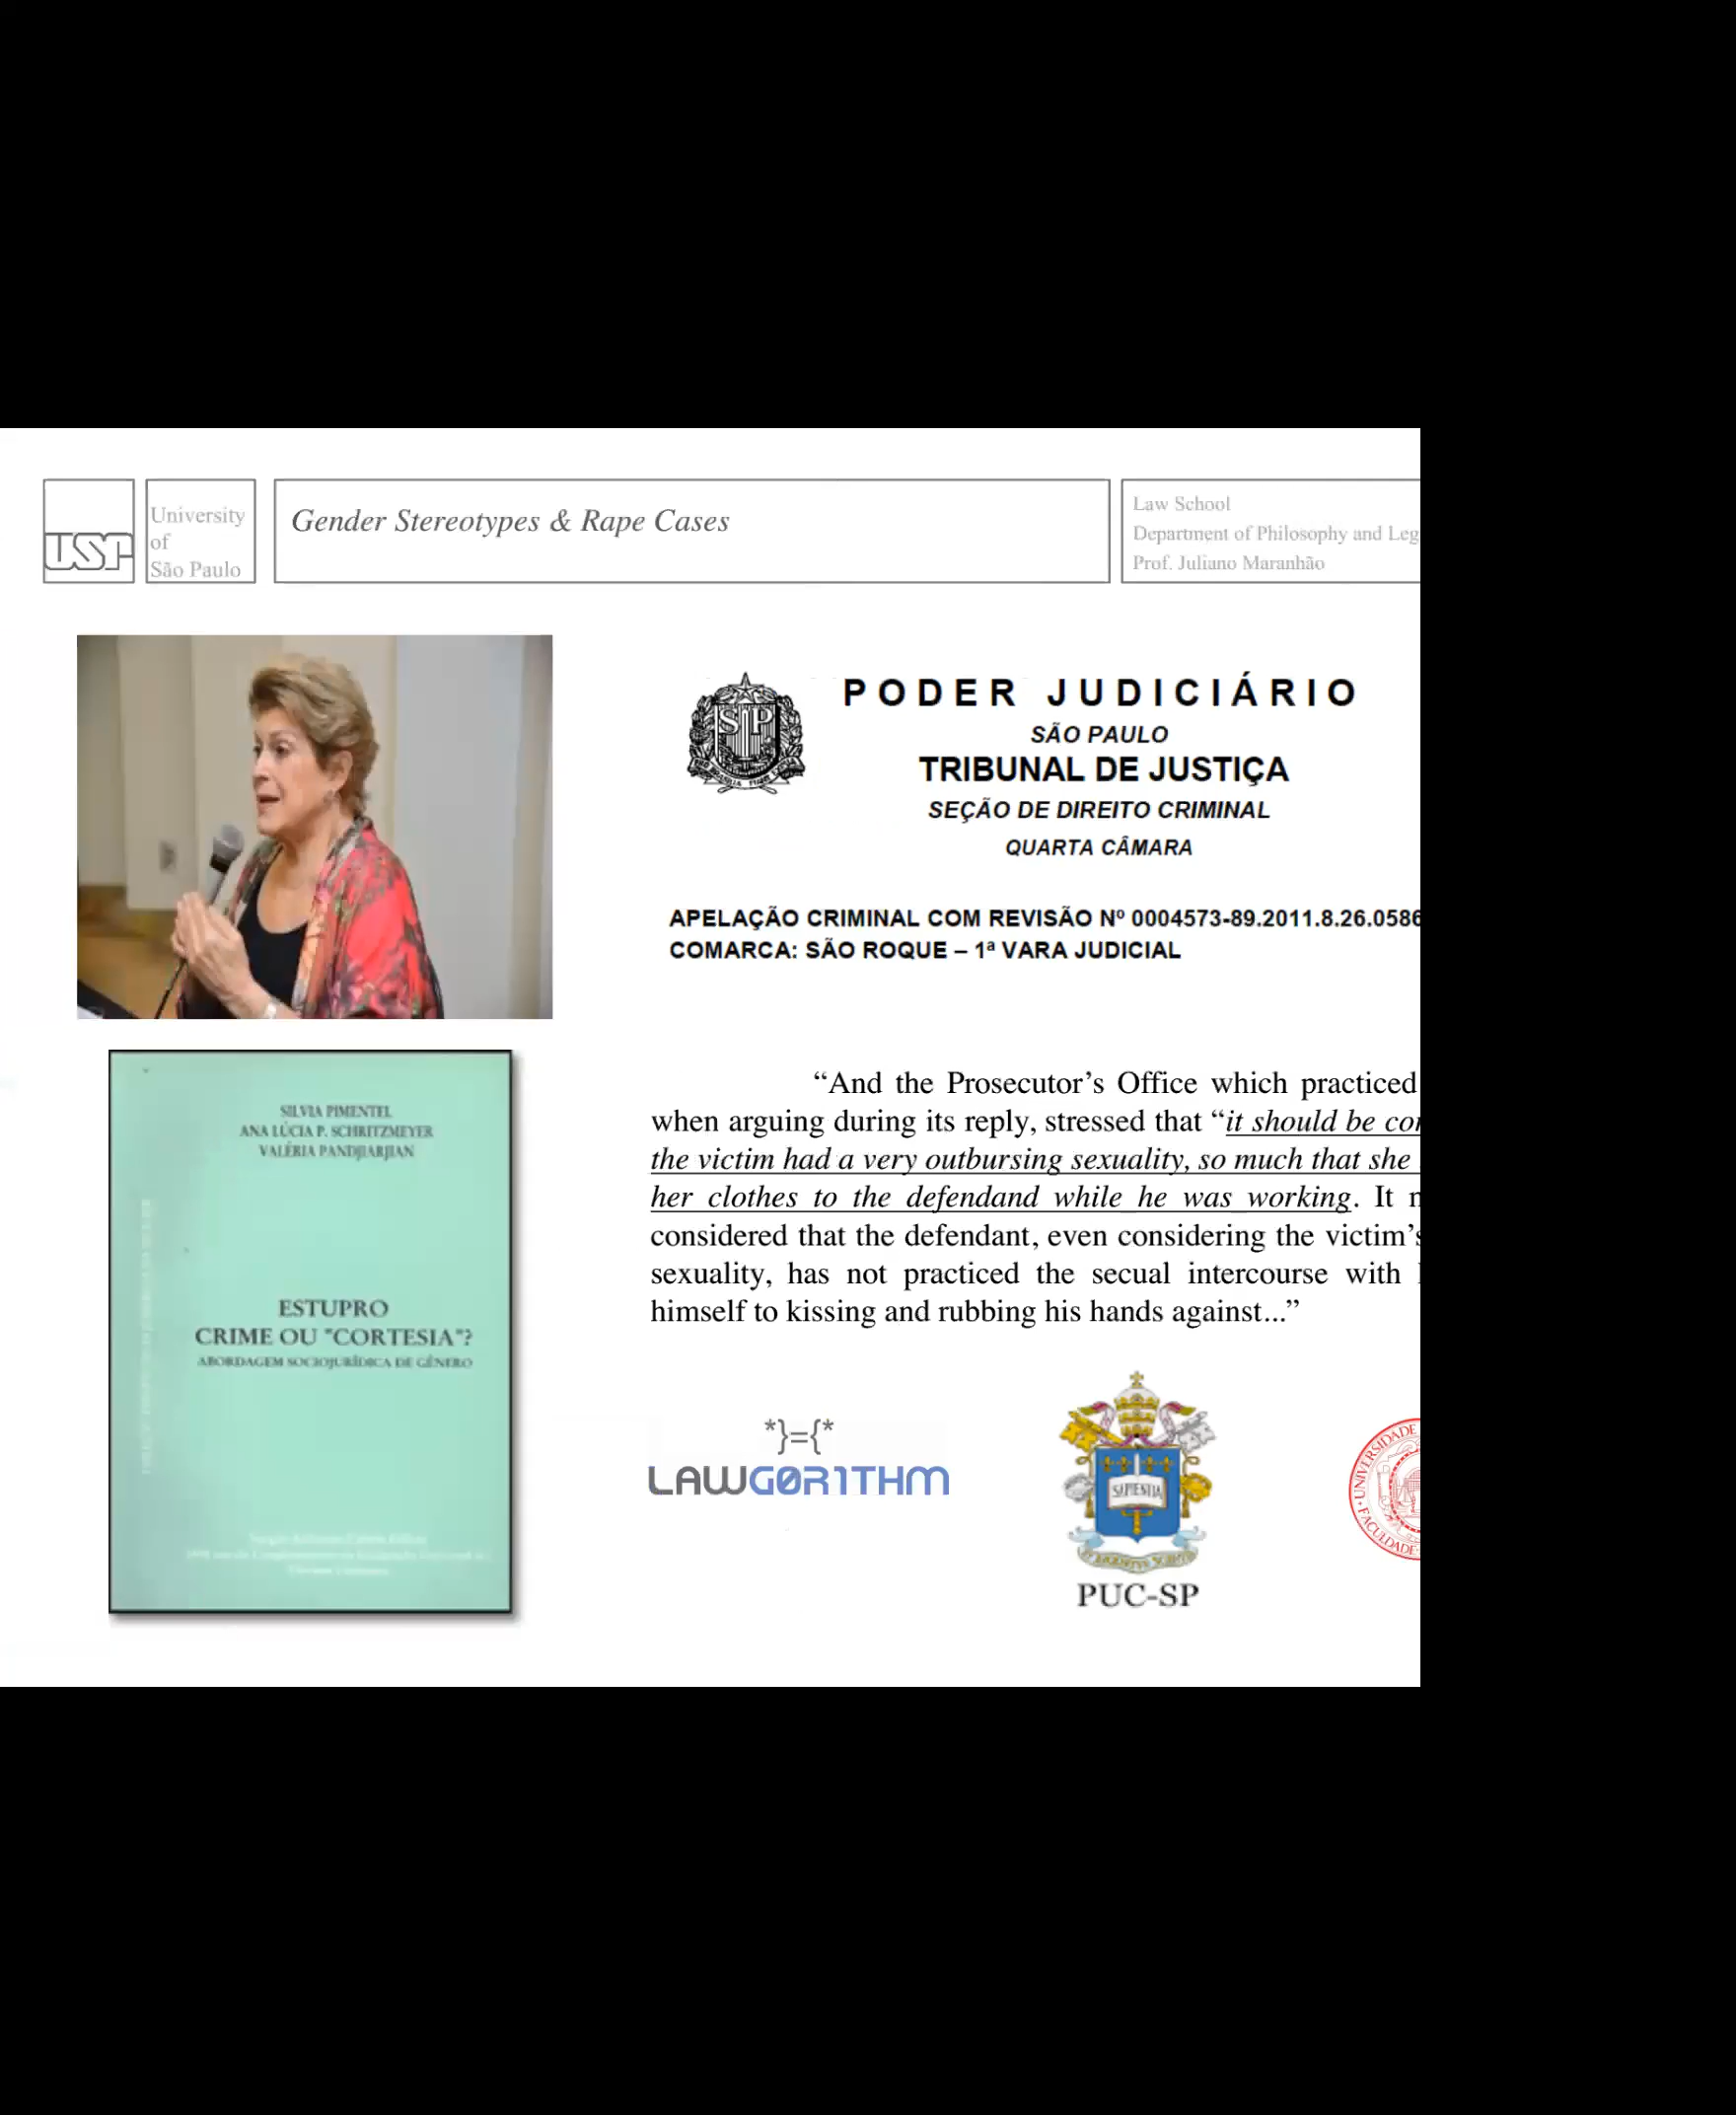 USP
University
of
São Paulo
Gender Stereotypes & Rape Cases
Law School
Department of Philosophy and Leg
Prof. Juliano Maranhão
PODER JUDICIÁRIO
SÃO PAULO
TRIBUNAL DE JUSTIÇA
SEÇÃO DE DIREITO CRIMINAL
QUARTA CÂMARA
APELAÇÃO CRIMINAL COM REVISÃO Nº 0004573-89.2011.8.26.0586
COMARCA: SÃO ROQUE – 1ª VARA JUDICIAL
SILVIA PIMENTEL
ANA LÚCIA P. SCHRITZMEYER
VALÉRIA PANDJIARJIAN
ESTUPRO
CRIME OU "CORTESIA"?
ABORDAGEM SOCIOJURÍDICA DE GÊNERO
“And the Prosecutor’s Office which practiced
when arguing during its reply, stressed that “it should be
the victim had a very outbursing sexuality, so much that she
her clothes to the defendand while he was working. It
considered that the defendant, even considering the victim’s
sexuality, has not practiced the secual intercourse with
himself to kissing and rubbing his hands against...”
*}={*
LAWGØR1THM
SAPIENTIA
PUC-SP
UNIVERSIDADE
FACULDADE